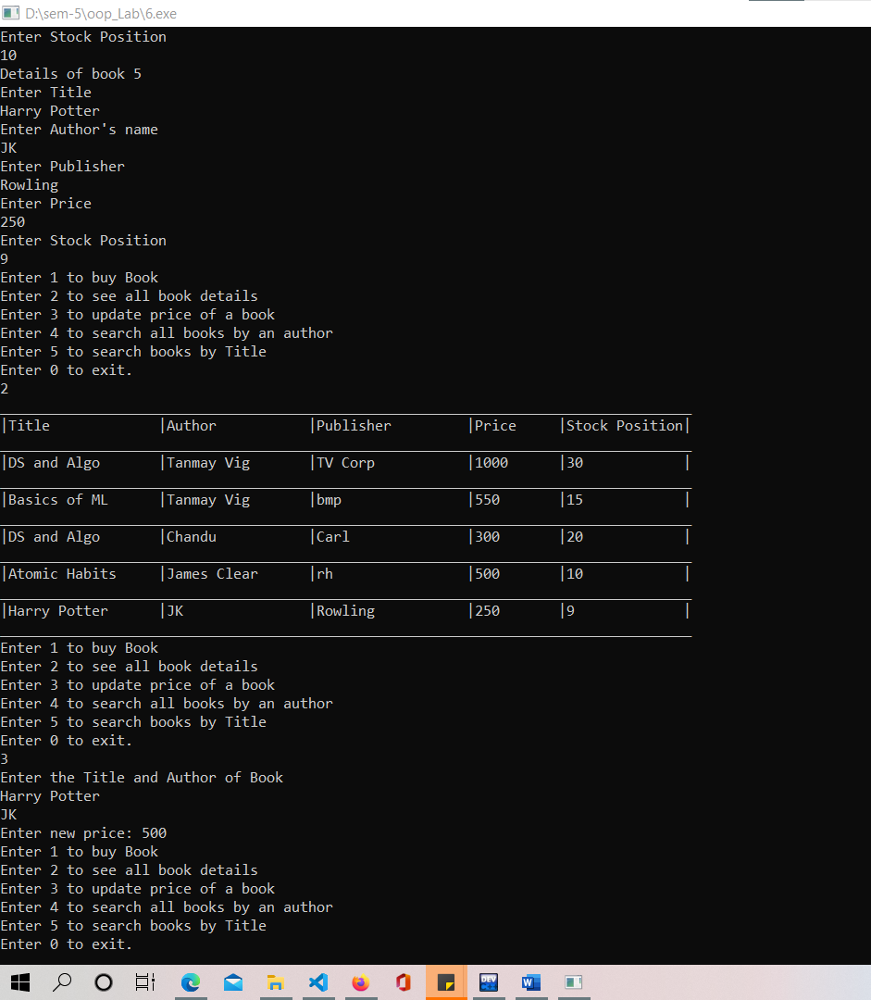 D:\sem-5\oop_Lab\6.exe
Enter Stock Position
10
Details of book 5
Enter Title
Harry Potter
Enter Author's name
JK
Enter Publisher
Rowling
Enter Price
250
Enter Stock Position
9
Enter 1 to buy Book
Enter 2 to see all book details
Enter 3 to update price of a book
Enter 4 to search all books by an author
Enter 5 to search books by Title
Enter 0 to exit.
2
|Title |Author |Publisher |Price |Stock Position|
|DS and Algo |Tanmay Vig |TV Corp |1000 |30 |
|Basics of ML |Tanmay Vig |bmp |550 |15 |
|DS and Algo |Chandu |Carl |300 |20 |
|Atomic Habits |James Clear |rh |500 |10 |
|Harry Potter |JK |Rowling |250 |9 |
Enter 1 to buy Book
Enter 2 to see all book details
Enter 3 to update price of a book
Enter 4 to search all books by an author
Enter 5 to search books by Title
Enter 0 to exit.
3
Enter the Title and Author of Book
Harry Potter
JK
Enter new price: 500
Enter 1 to buy Book
Enter 2 to see all book details
Enter 3 to update price of a book
Enter 4 to search all books by an author
Enter 5 to search books by Title
Enter 0 to exit.
DEV
W